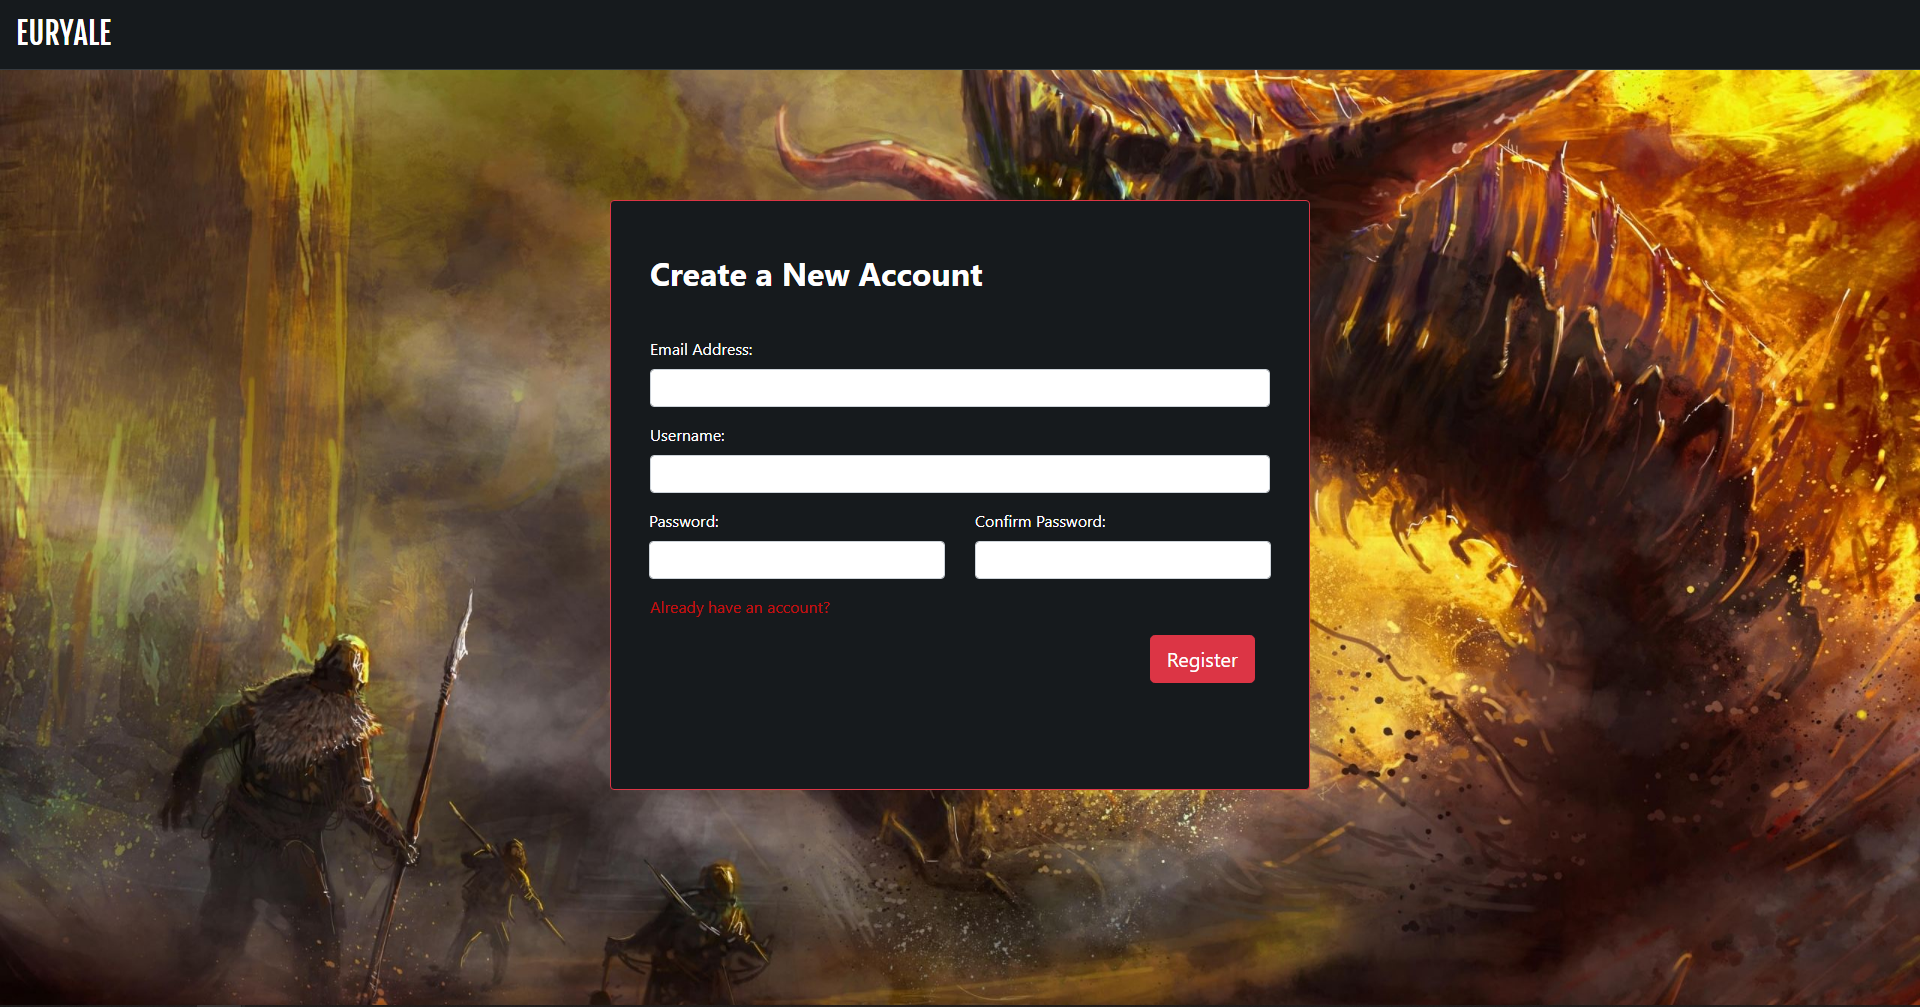 EURYALE
Create a New Account
Email Address:
Username:
Password:
Confirm Password:
Already have an account?
Register